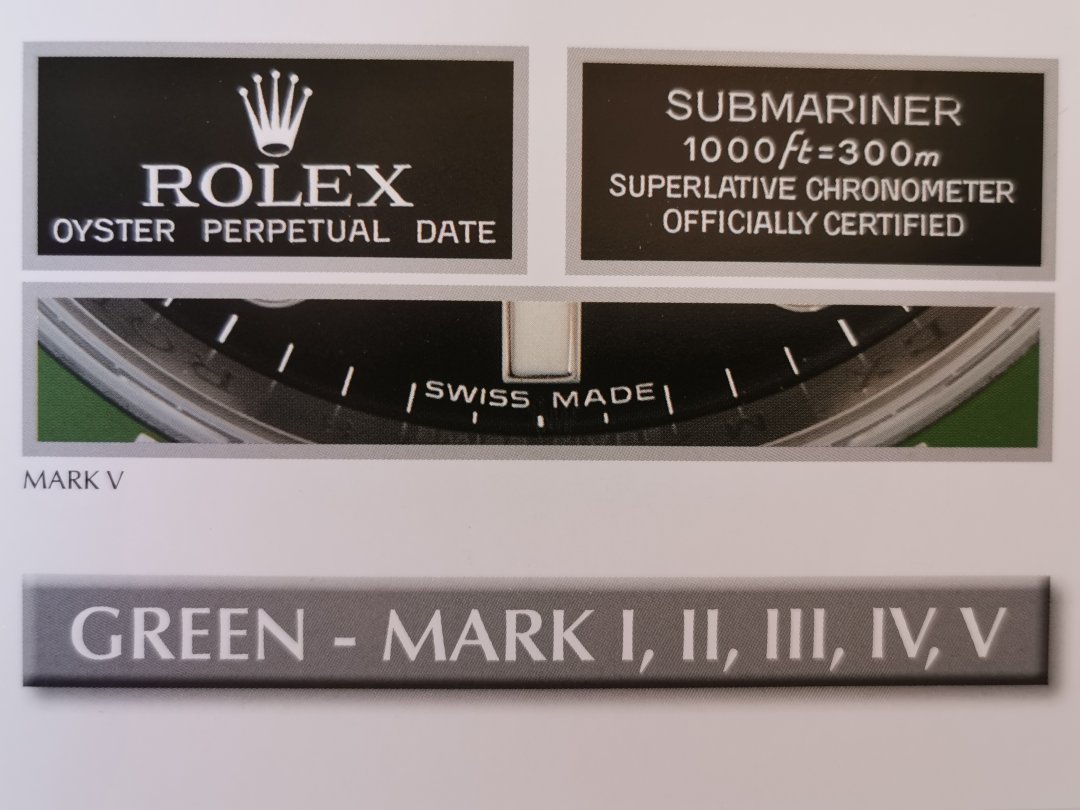 ROLEX
OYSTER PERPETUAL DATE
SUBMARINER
1000ft=300m
SUPERLATIVE CHRONOMETER
OFFICIALLY CERTIFIED
SWISS MADE
MARK V
GREEN - MARK I, II, III, IV, V